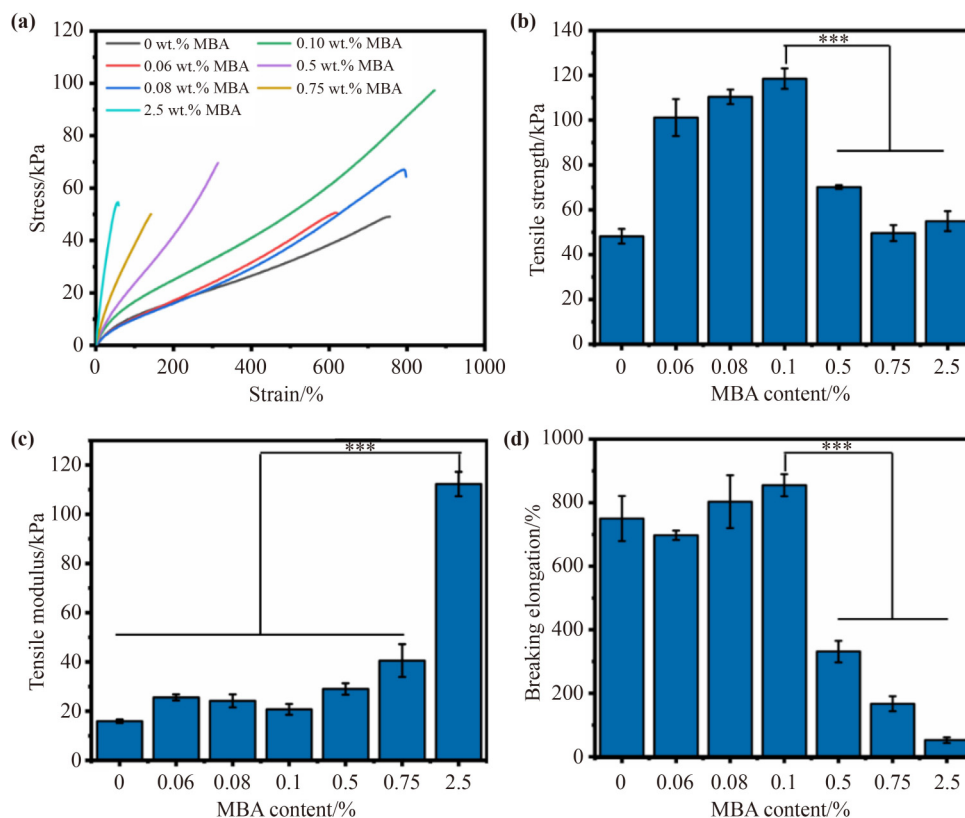 (a)
120
100
80
60
40
20
0
Stress/kPa
0 wt.% MBA
0.06 wt.% MBA
0.08 wt.% MBA
2.5 wt.% MBA
0.10 wt.% MBA
0.5 wt.% MBA
0.75 wt.% MBA
0 200 400 600 800 1000
Strain/%
(b)
140
120
100
80
60
40
20
0
Tensile strength/kPa
***
0 0.06 0.08 0.1 0.5 0.75 2.5
MBA content/%
(c)
120
100
80
60
40
20
0
Tensile modulus/kPa
***
0 0.06 0.08 0.1 0.5 0.75 2.5
MBA content/%
(d)
1000
800
600
400
200
0
Breaking elongation/%
***
0 0.06 0.08 0.1 0.5 0.75 2.5
MBA content/%